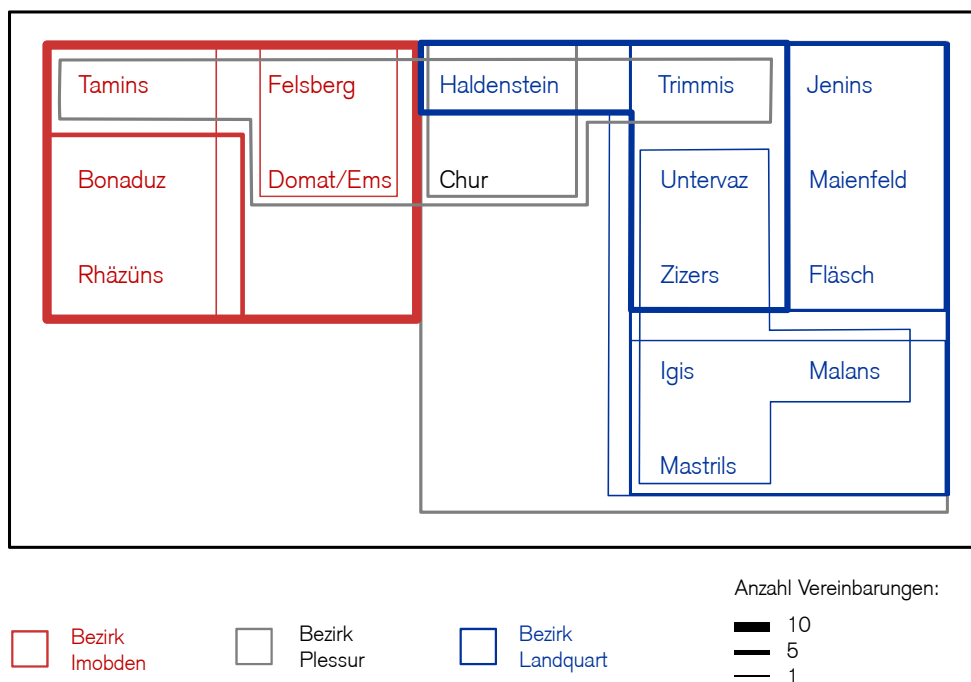 Tamins Felsberg Haldenstein Trimmis Jenins
Bonaduz Domat/Ems Chur Untervaz Maienfeld
Rhäzüns Zizers Fläsch
Igis Malans
Mastrils
Anzahl Vereinbarungen:
10
5
1
Bezirk
Imobden
Bezirk
Plessur
Bezirk
Landquart